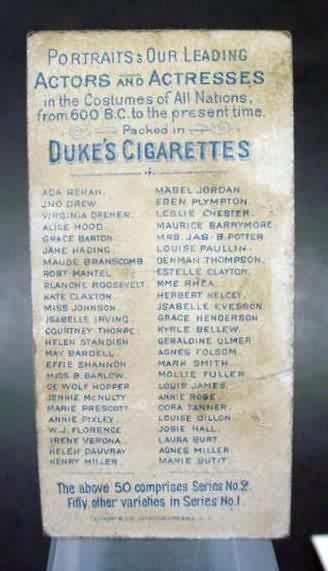 PORTRAITS OF OUR LEADING
ACTORS AND ACTRESSES
in the Costumes of All Nations,
from 600 B.C. to the present time.
Packed in
DUKE'S CIGARETTES
ADA REHAN.
JNO DREW.
VIRGINIA DREHER.
ALICE HOOD.
GRACE BARTON.
JANE HADING.
MAUDE BRANSCOMB.
ROBT MANTEL.
BLANCHE ROOSEVELT.
KATE CLAXTON.
MISS JOHNSON.
ISABELLE IRVING.
COURTNEY THORPE.
HELEN STANDISH
MAY BARDELL.
EFFIE SHANNON
MISS B. BARLOW.
DE WOLF HOPPER
JENNIE McNULTY
MARIE PRESCOTT.
ANNIE PIXLEY.
W.J. FLORENCE
IRENE VERONA.
HELEN DAUVRAY
HENRY MILLER.
MABEL JORDAN.
EBEN PLYMPTON.
LESLIE CHESTER.
MAURICE BARRYMORE
MRS. JAS. B. POTTER
LOUISE PAULLIN.
DENMAN THOMPSON.
ESTELLE CLAYTON.
MME RHEA.
HERBERT KELCEY.
ISABELLE EVESSON.
GRACE HENDERSON
KYRLE BELLEW.
GERALDINE ULMER
AGNES FOLSOM.
MARK SMITH.
MOLLIE FULLER.
LOUIS JAMES.
ANNIE ROBE.
CORA TANNER.
LOUISE DILLON
JOSIE HALL.
LAURA BURT.
AGNES MILLER
MAMIE BUTIT.
The above 50 comprises Series No.2.
Fifty other varieties in Series No.1.